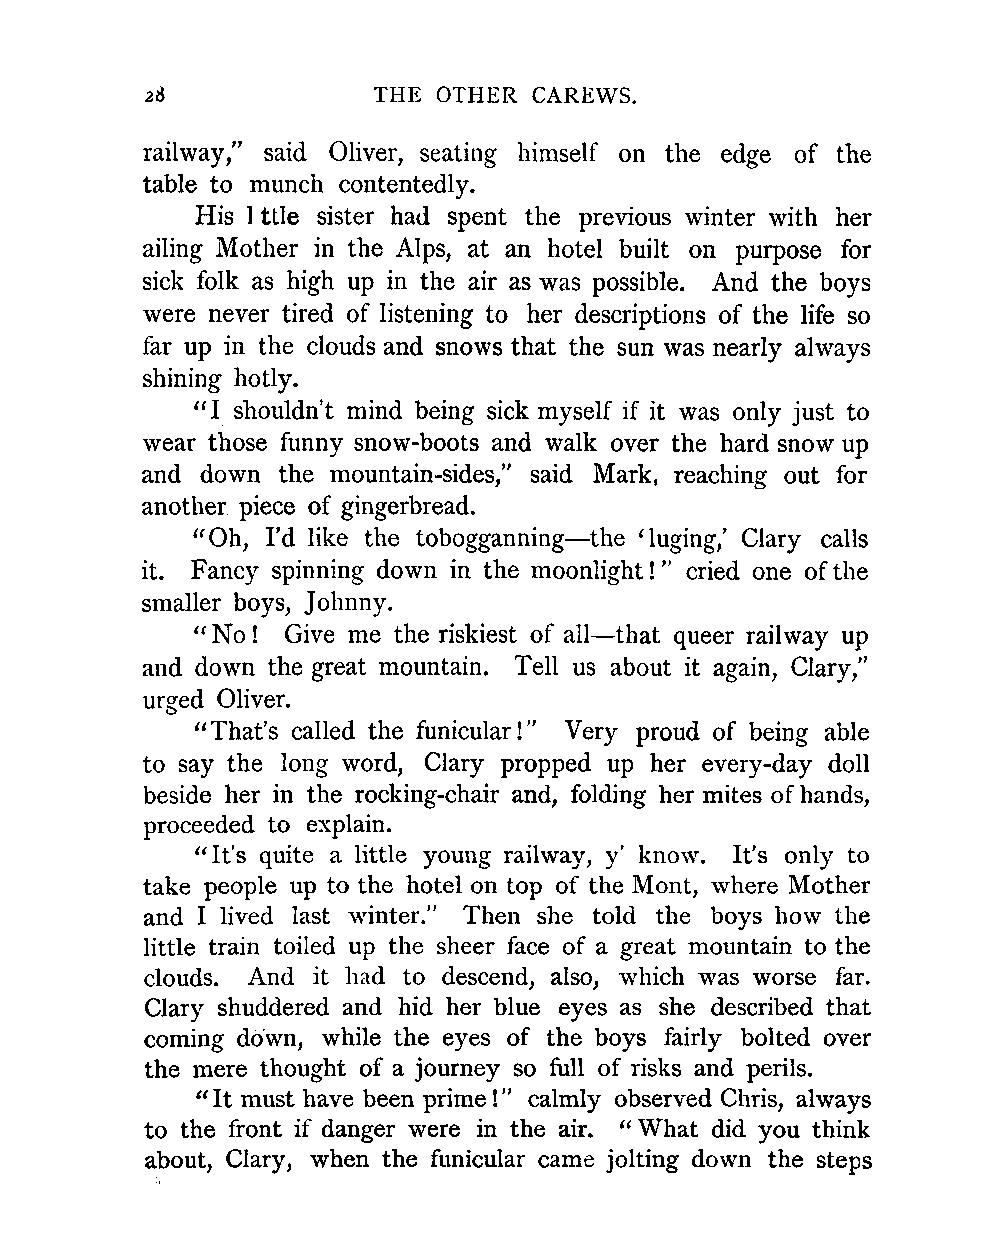 28 THE OTHER CAREWS.
railway,” said Oliver, seating himself on the edge of the
table to munch contentedly.
His l ttle sister had spent the previous winter with her
ailing Mother in the Alps, at an hotel built on purpose for
sick folk as high up in the air as was possible. And the boys
were never tired of listening to her descriptions of the life so
far up in the clouds and snows that the sun was nearly always
shining hotly.
“I shouldn’t mind being sick myself if it was only just to
wear those funny snow-boots and walk over the hard snow up
and down the mountain-sides,” said Mark, reaching out for
another piece of gingerbread.
“Oh, I’d like the tobogganning—the ‘luging,’ Clary calls
it. Fancy spinning down in the moonlight!” cried one of the
smaller boys, Johnny.
“No! Give me the riskiest of all—that queer railway up
and down the great mountain. Tell us about it again, Clary,”
urged Oliver.
“That’s called the funicular!” Very proud of being able
to say the long word, Clary propped up her every-day doll
beside her in the rocking-chair and, folding her mites of hands,
proceeded to explain.
“It’s quite a little young railway, y’ know. It’s only to
take people up to the hotel on top of the Mont, where Mother
and I lived last winter.” Then she told the boys how the
little train toiled up the sheer face of a great mountain to the
clouds. And it had to descend, also, which was worse far.
Clary shuddered and hid her blue eyes as she described that
coming down, while the eyes of the boys fairly bolted over
the mere thought of a journey so full of risks and perils.
“It must have been prime!” calmly observed Chris, always
to the front if danger were in the air. “What did you think
about, Clary, when the funicular came jolting down the steps